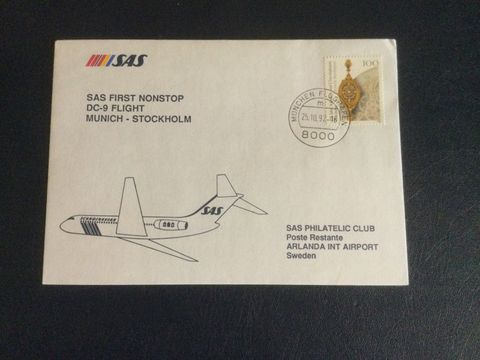 SAS
100
SAS FIRST NONSTOP
DC-9 FLIGHT
MUNICH - STOCKHOLM
MÜNCHEN FLUGHAFEN
25.10.92
8000
SCANDINAVIAN
SAS
SAS PHILATELIC CLUB
Poste Restante
ARLANDA INT AIRPORT
Sweden